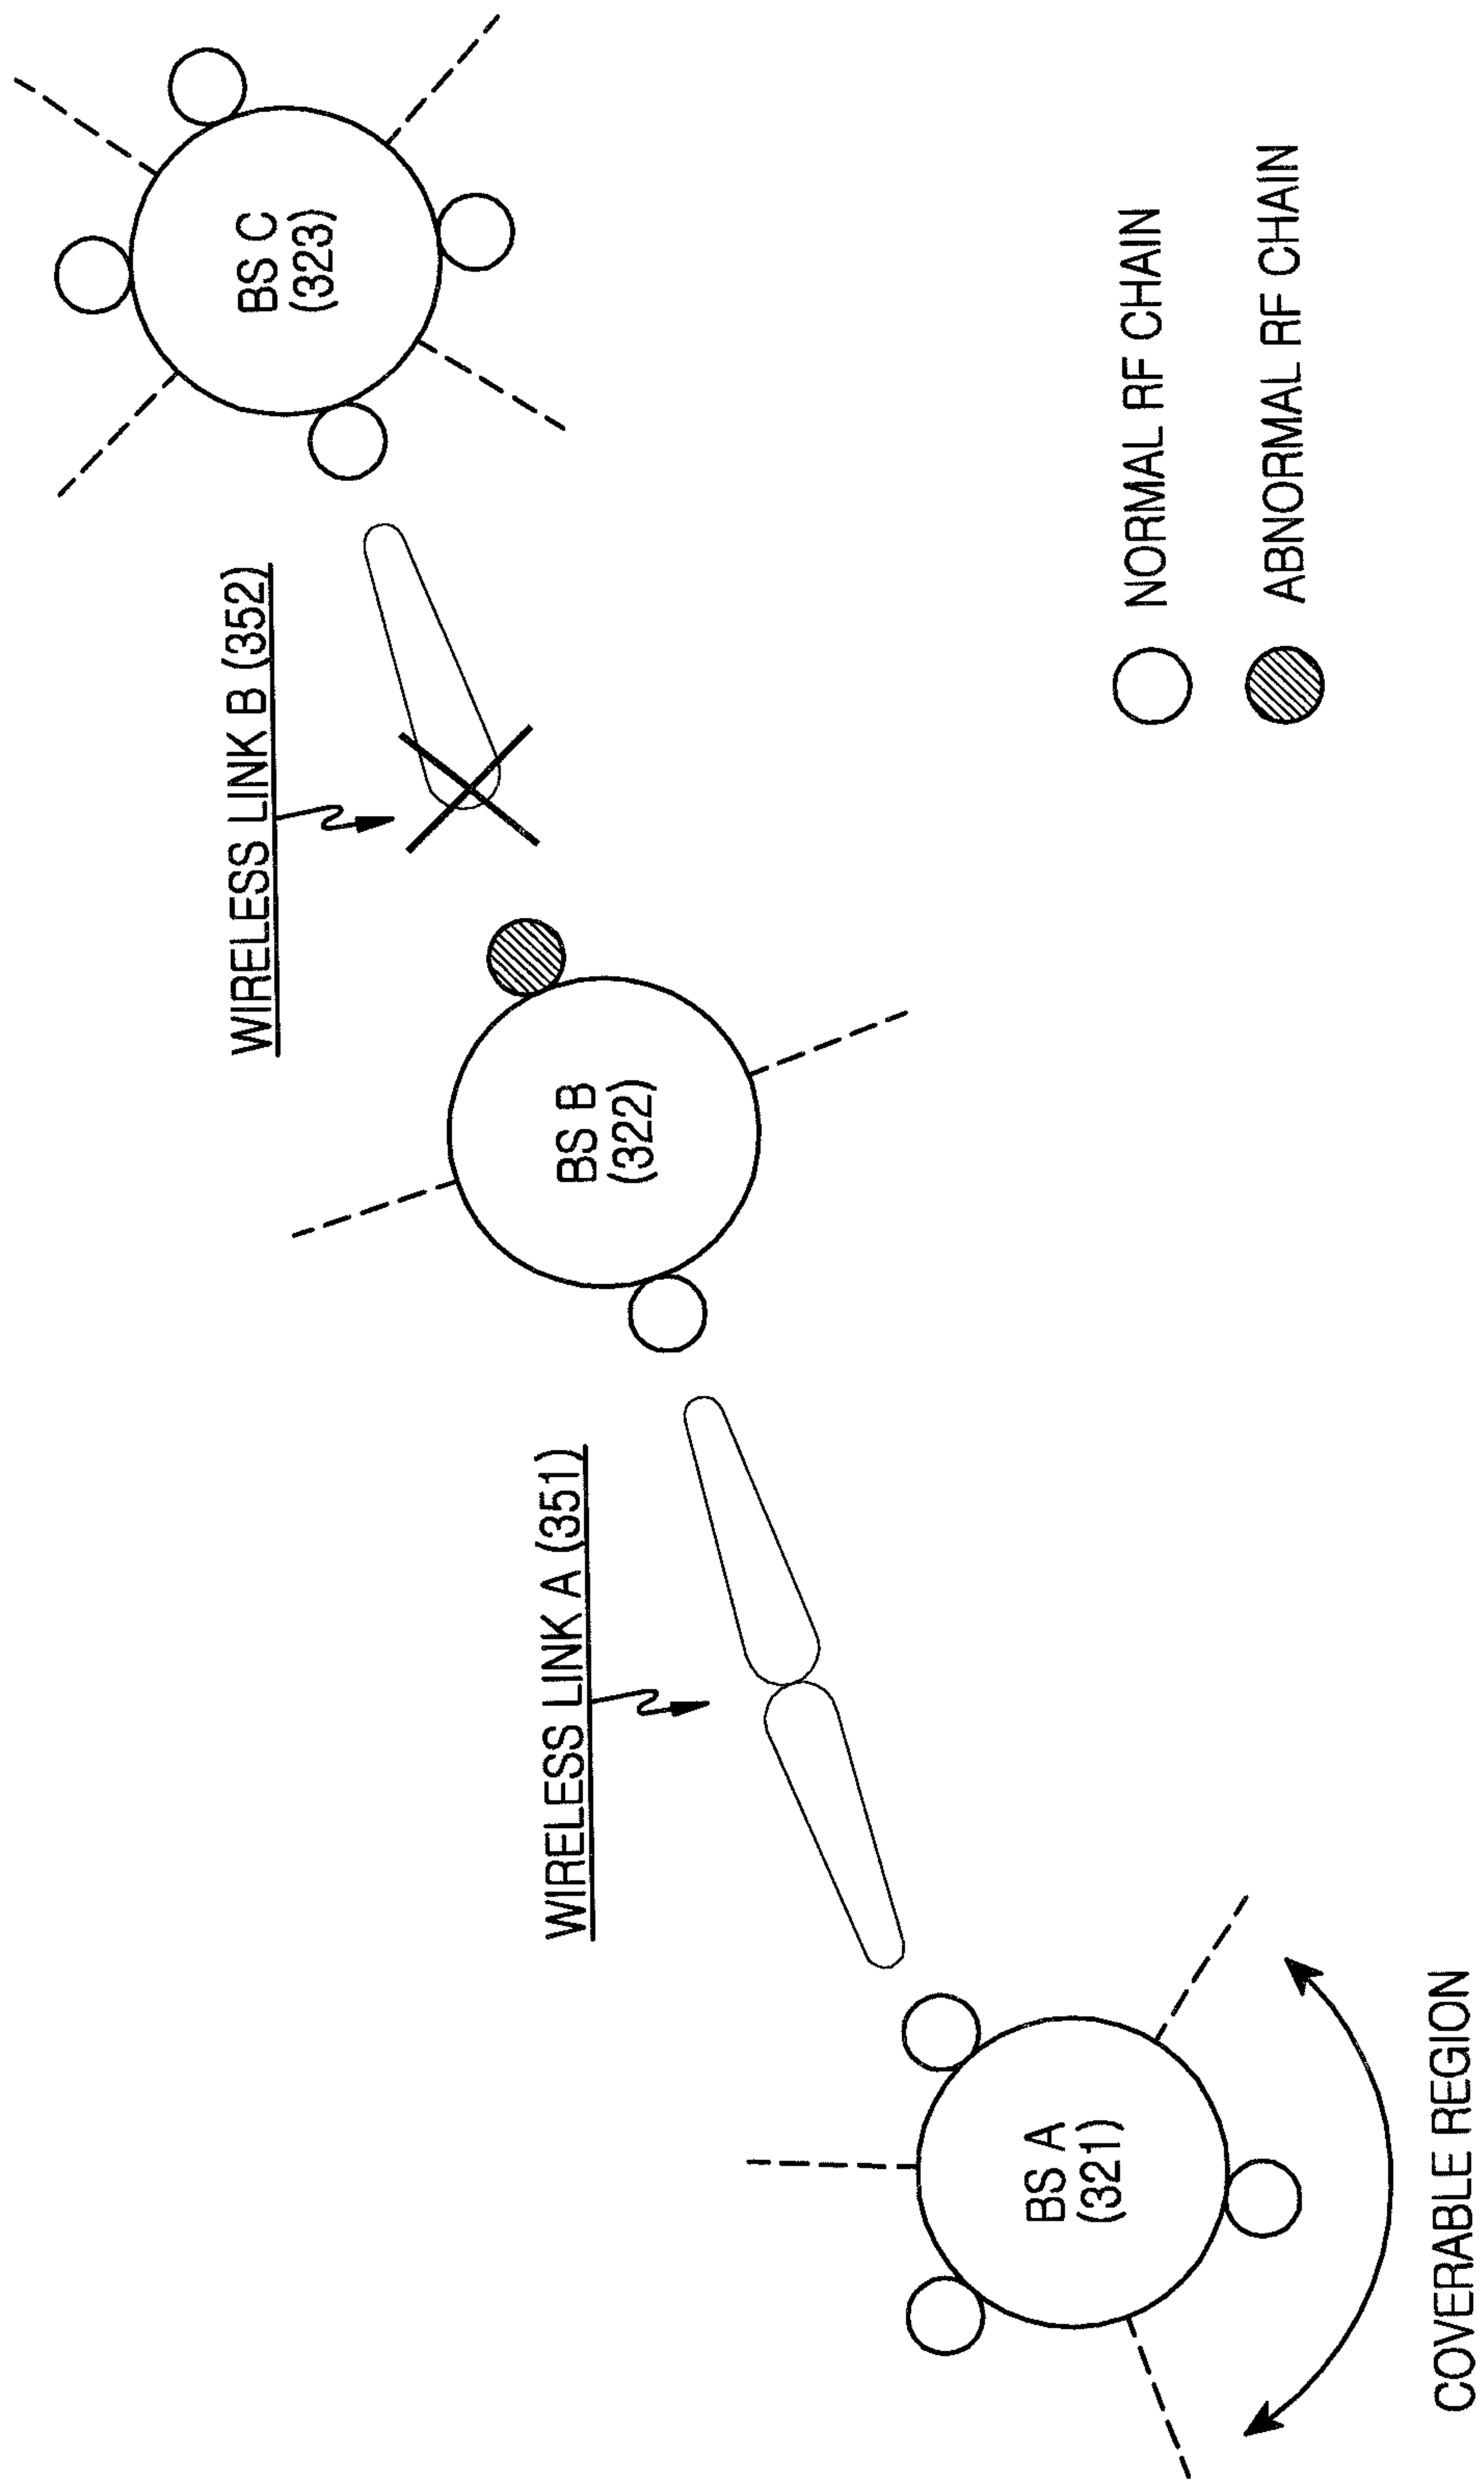 WIRELESS LINK B (352)
BS C
(323)
WIRELESS LINK A (351)
BS B
(322)
BS A
(321)
COVERABLE REGION
NORMAL RF CHAIN
ABNORMAL RF CHAIN